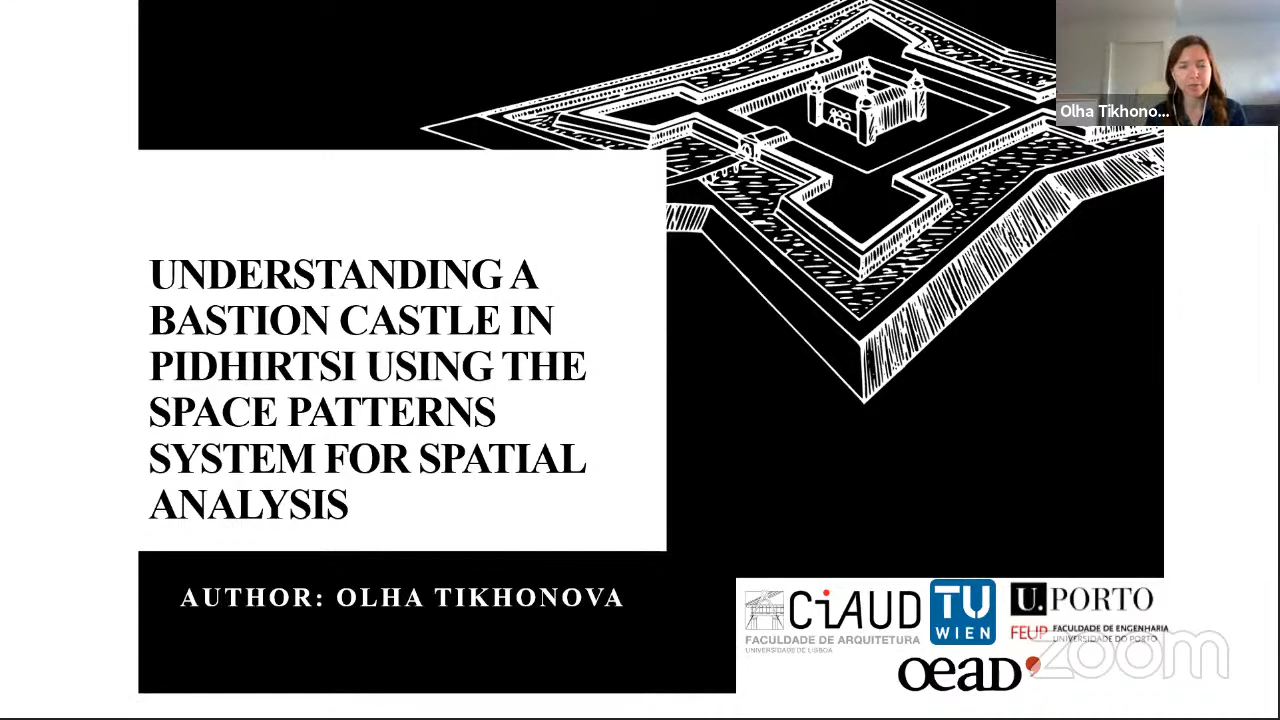 Olha Tikhono...
UNDERSTANDING A
BASTION CASTLE IN
PIDHIRTSI USING THE
SPACE PATTERNS
SYSTEM FOR SPATIAL
ANALYSIS
AUTHOR: OLHA TIKHONOVA
CiAUD
FACULDADE DE ARQUITETURA
UNIVERSIDADE DE LISBOA
TU
WIEN
U.PORTO
FEUP FACULDADE DE ENGENHARIA
UNIVERSIDADE DO PORTO
OeAD
zoom